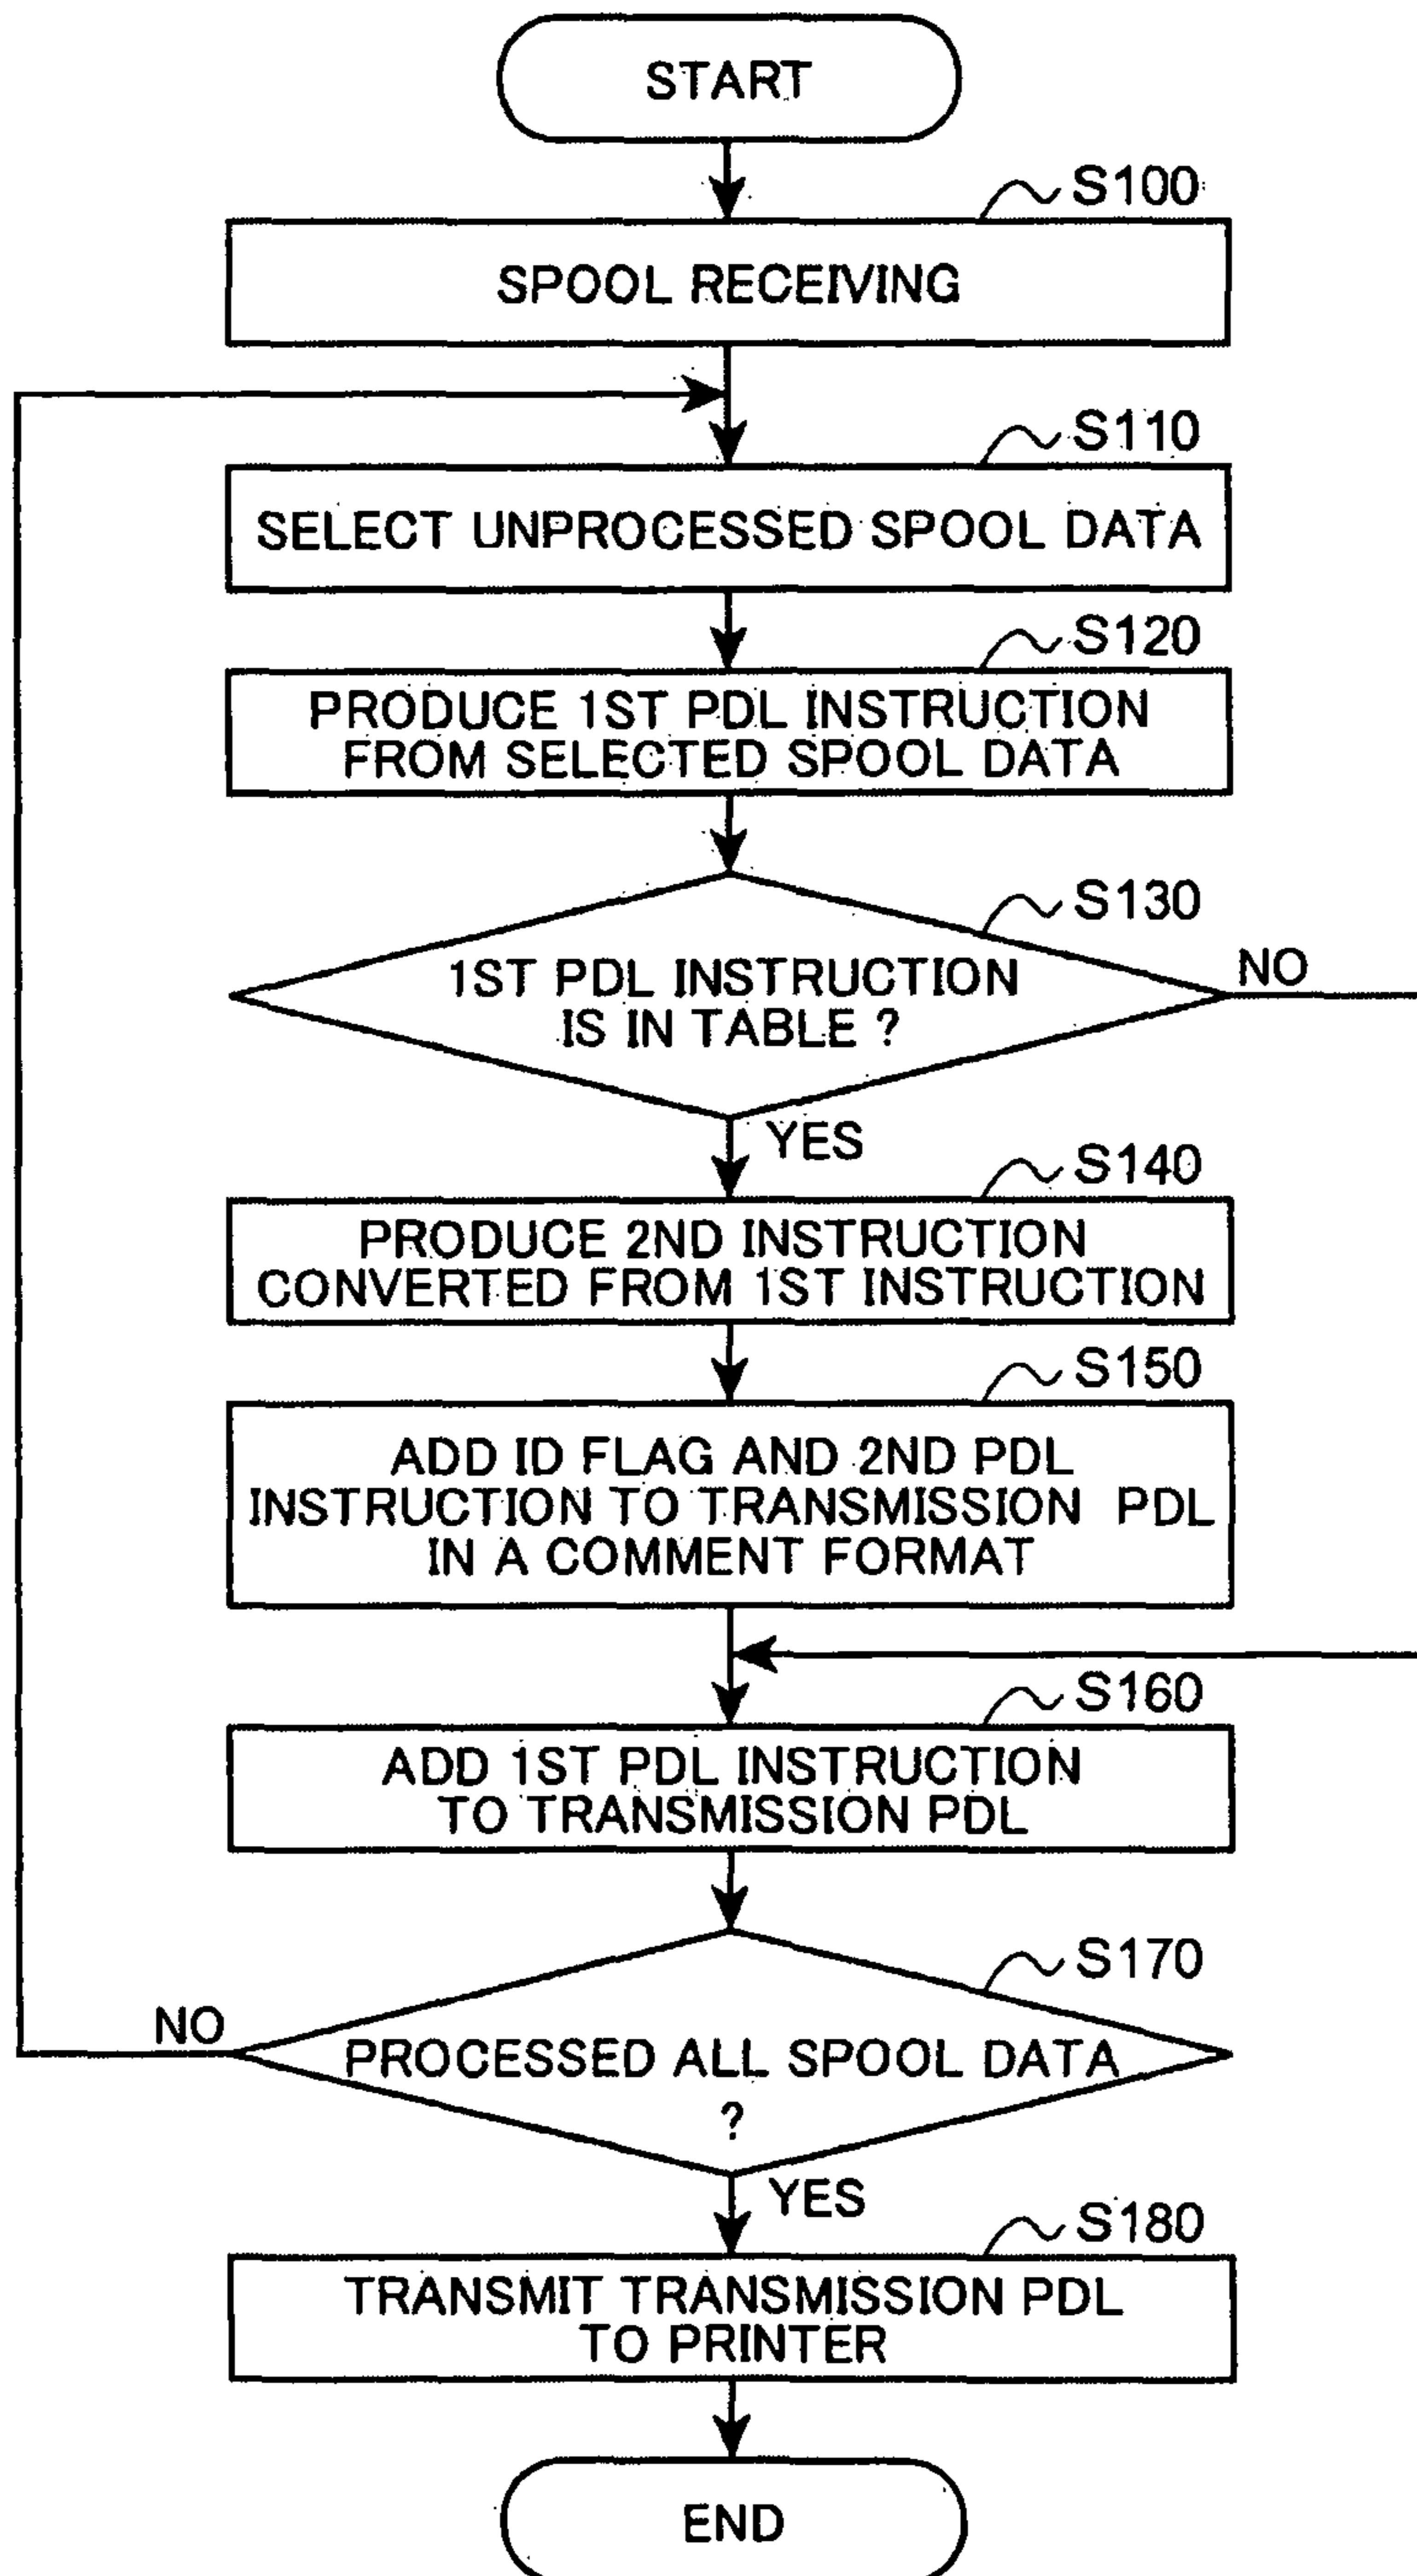 START
S100
SPOOL RECEIVING
S110
SELECT UNPROCESSED SPOOL DATA
S120
PRODUCE 1ST PDL INSTRUCTION
FROM SELECTED SPOOL DATA
S130
1ST PDL INSTRUCTION
IS IN TABLE ?
NO
YES
S140
PRODUCE 2ND INSTRUCTION
CONVERTED FROM 1ST INSTRUCTION
S150
ADD ID FLAG AND 2ND PDL
INSTRUCTION TO TRANSMISSION PDL
IN A COMMENT FORMAT
S160
ADD 1ST PDL INSTRUCTION
TO TRANSMISSION PDL
S170
NO
PROCESSED ALL SPOOL DATA
?
YES
S180
TRANSMIT TRANSMISSION PDL
TO PRINTER
END